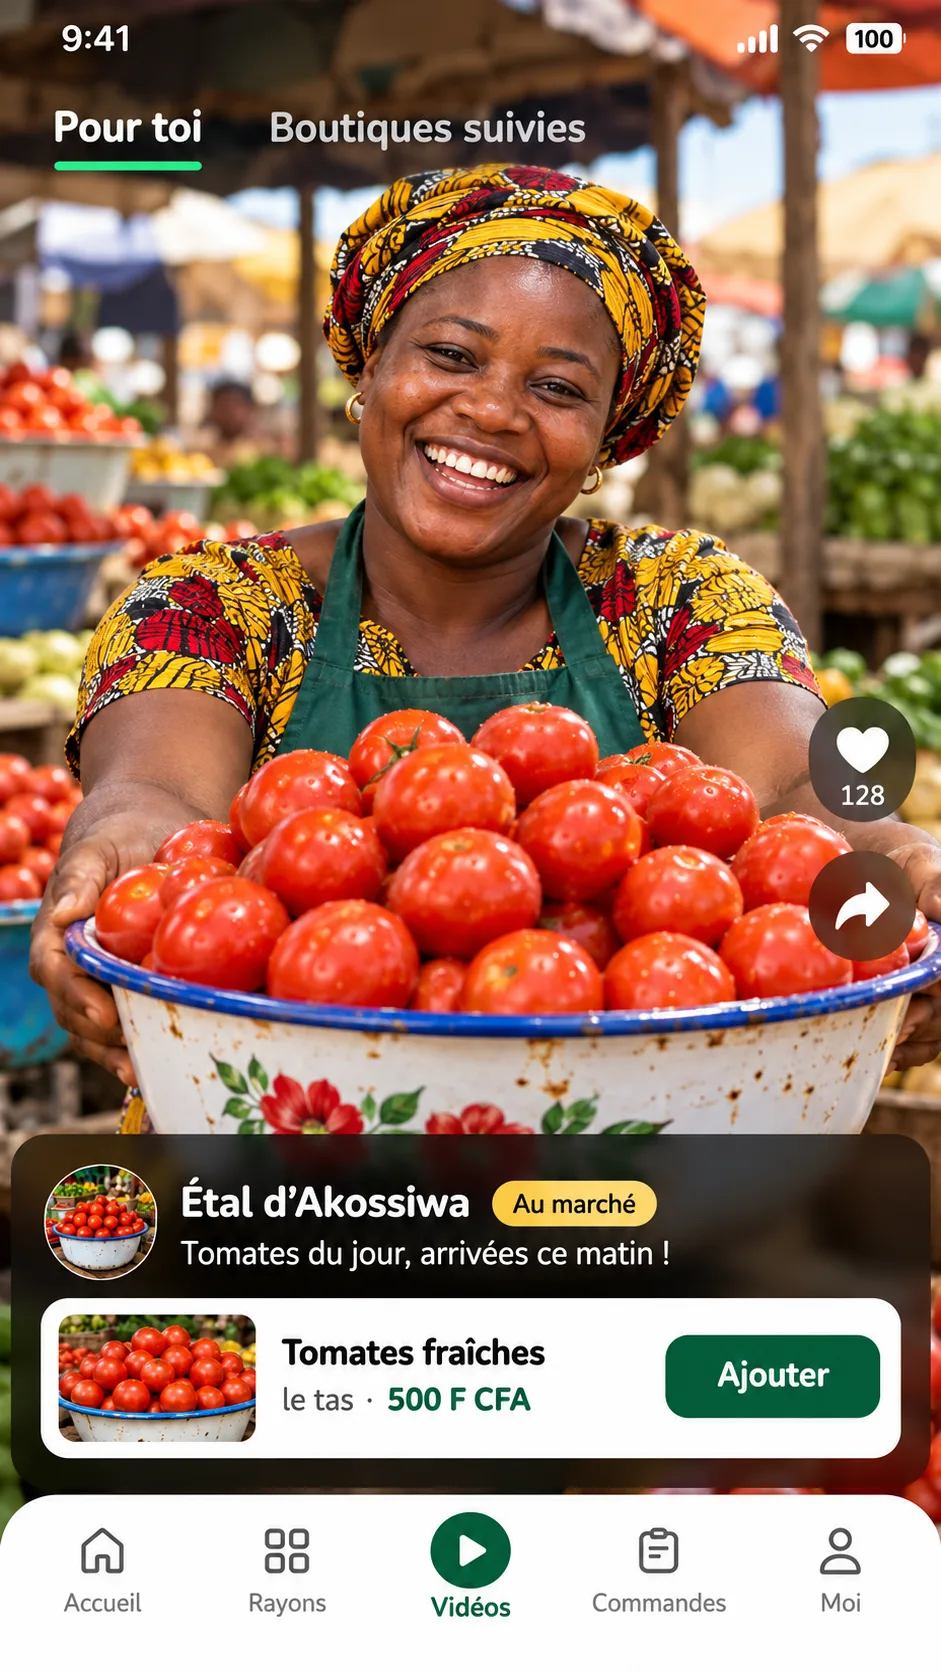 9:41
100
Pour toi
Boutiques suivies
128
Étal d’Akossiwa
Au marché
Tomates du jour, arrivées ce matin !
Tomates fraîches
le tas · 500 F CFA
Ajouter
Accueil
Rayons
Vidéos
Commandes
Moi